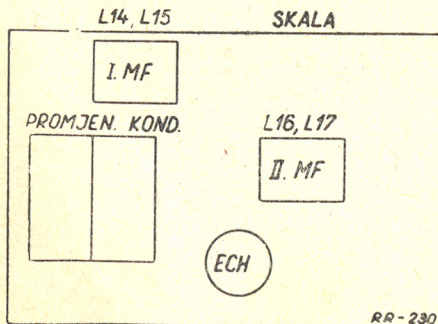 L14, L15 SKALA
I. MF
PROMJEN. KOND.
L16, L17
II. MF
ECH
RR-230